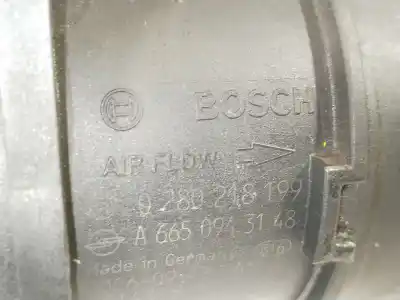 BOSCH
AIR FLOW
0 280 218 199
A 665 094 31 48
Made in Germany